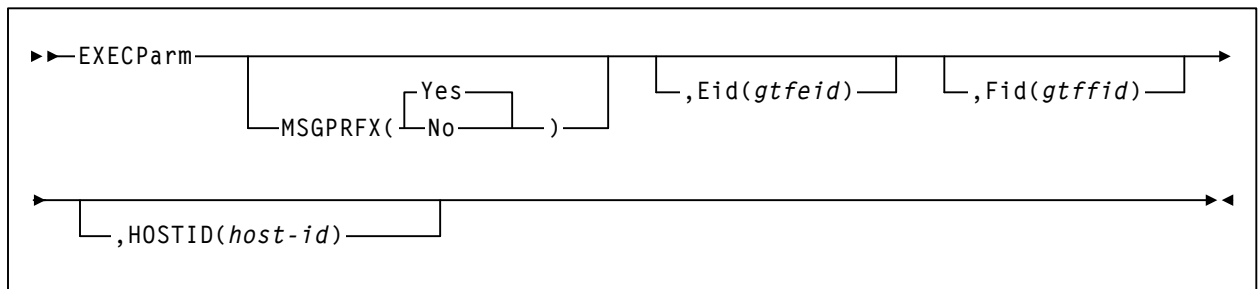 EXECParm
Yes
MSGPRFX( No )
,Eid(gtfeid)
,Fid(gtffid)
,HOSTID(host-id)